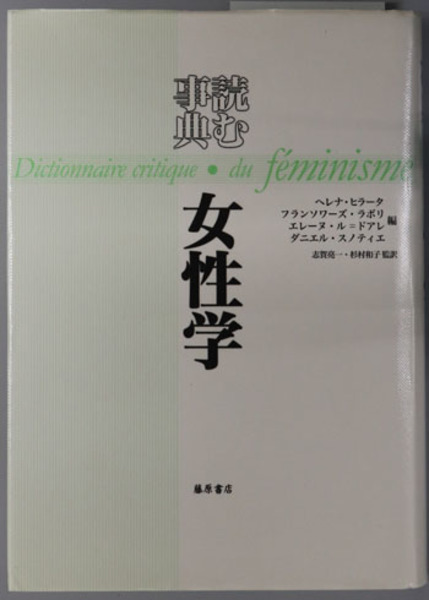 読む
事典
Dictionnaire critique • du féminisme
女性学
ヘレナ・ヒラータ
フランソワーズ・ラボリ
エレーヌ・ル=ドアレ
ダニエル・スノティエ
編
志賀亮一・杉村和子 監訳
藤原書店